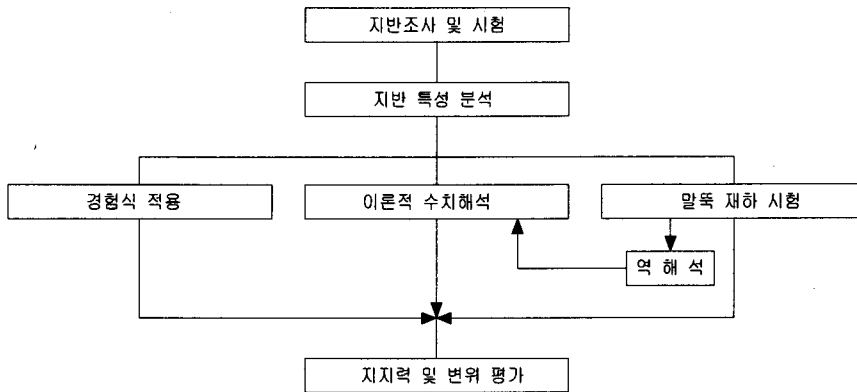 지반조사 및 시험
지반 특성 분석
경험식 적용
이론적 수치해석
말뚝 재하 시험
역 해 석
지지력 및 변위 평가